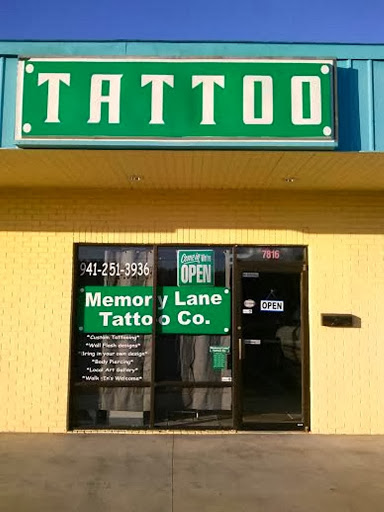 TATTOO
7816
941-251-3936
Come in We're
OPEN
OPEN
Memory Lane
Tattoo Co.
*Custom Tattooing*
*Wall Flash designs*
*Bring in your own design*
*Body Piercing*
*Local Art Gallery*
*Walk-In's Welcome*